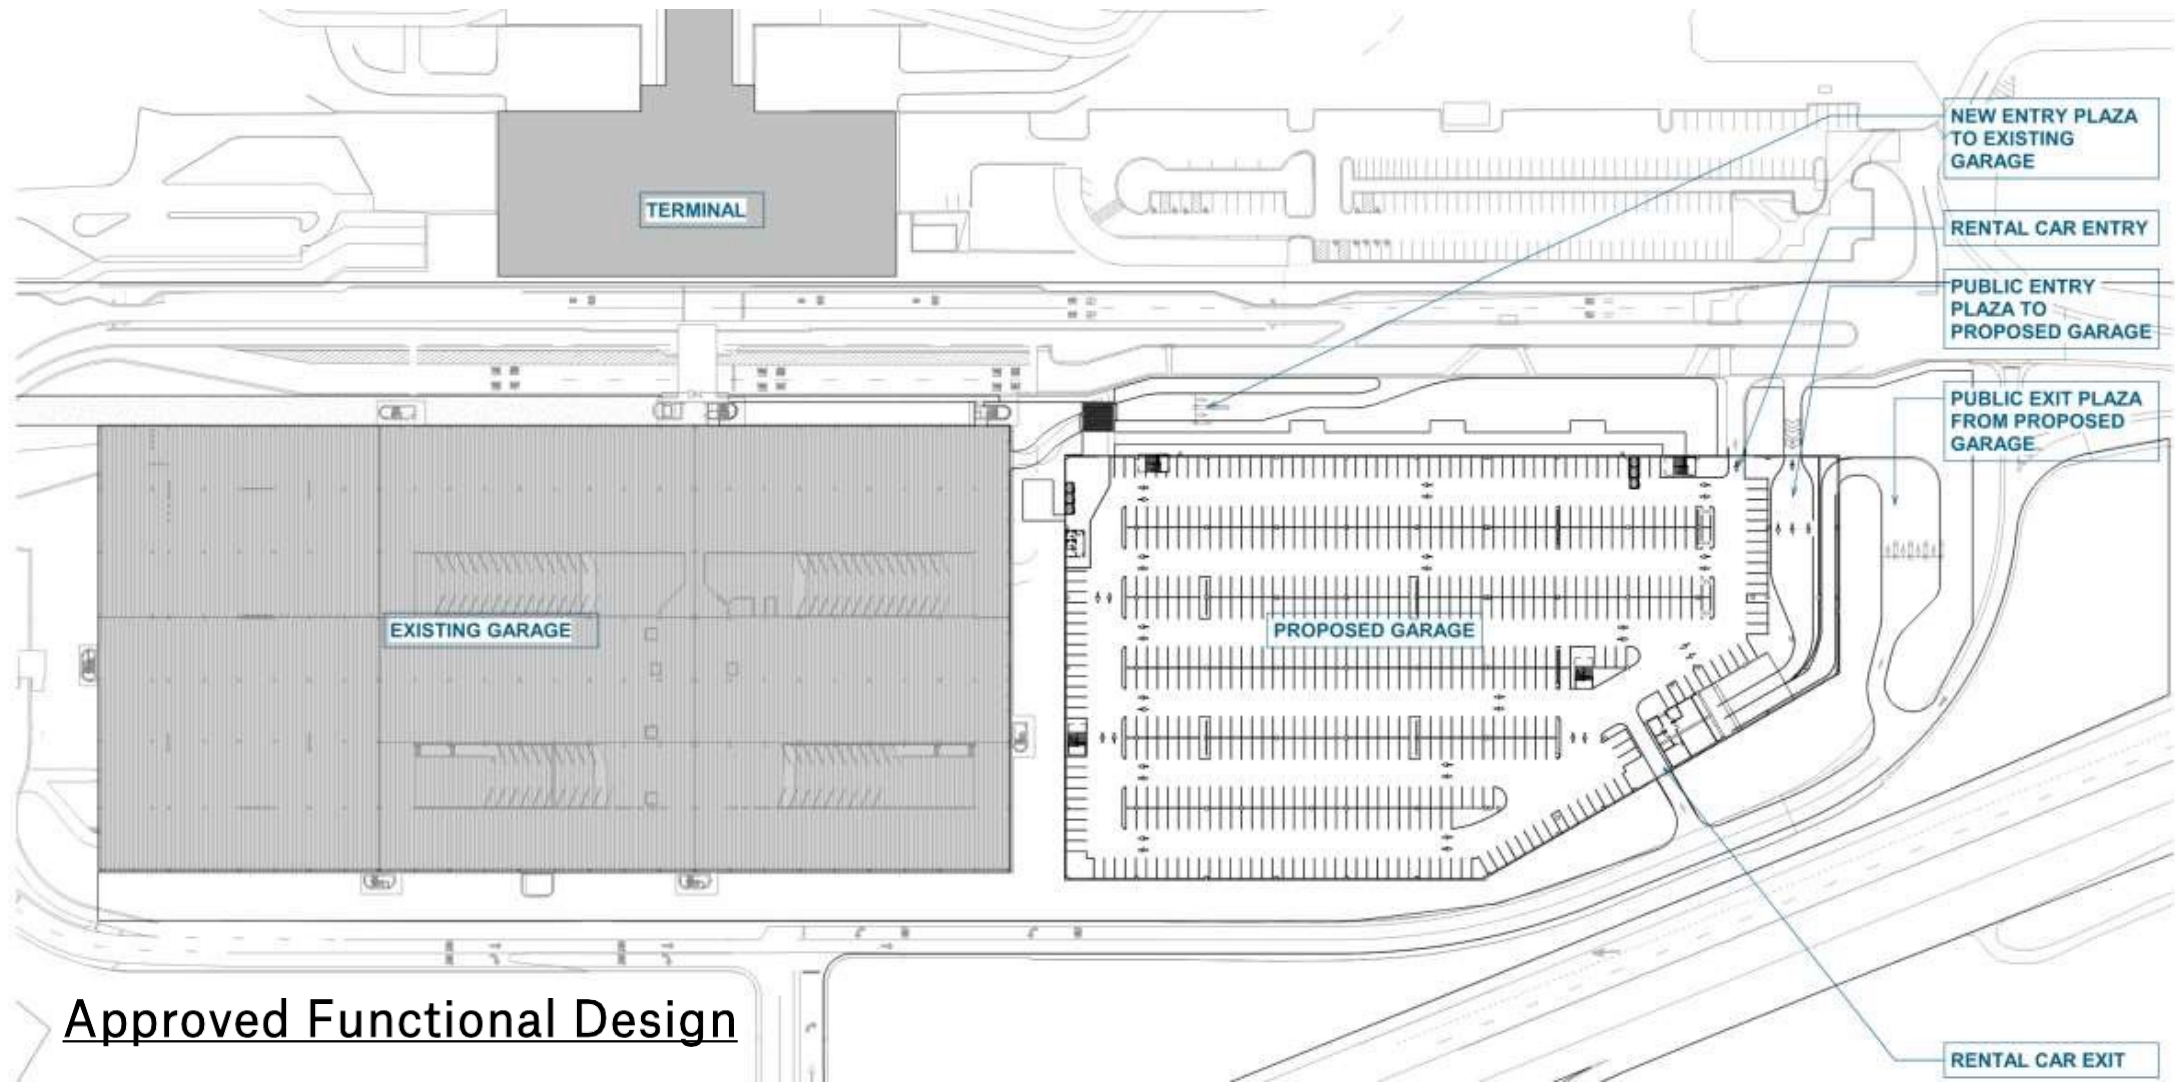 NEW ENTRY PLAZA
TO EXISTING
GARAGE
TERMINAL
RENTAL CAR ENTRY
PUBLIC ENTRY
PLAZA TO
PROPOSED GARAGE
PUBLIC EXIT PLAZA
FROM PROPOSED
GARAGE
EXISTING GARAGE
PROPOSED GARAGE
Approved Functional Design
RENTAL CAR EXIT